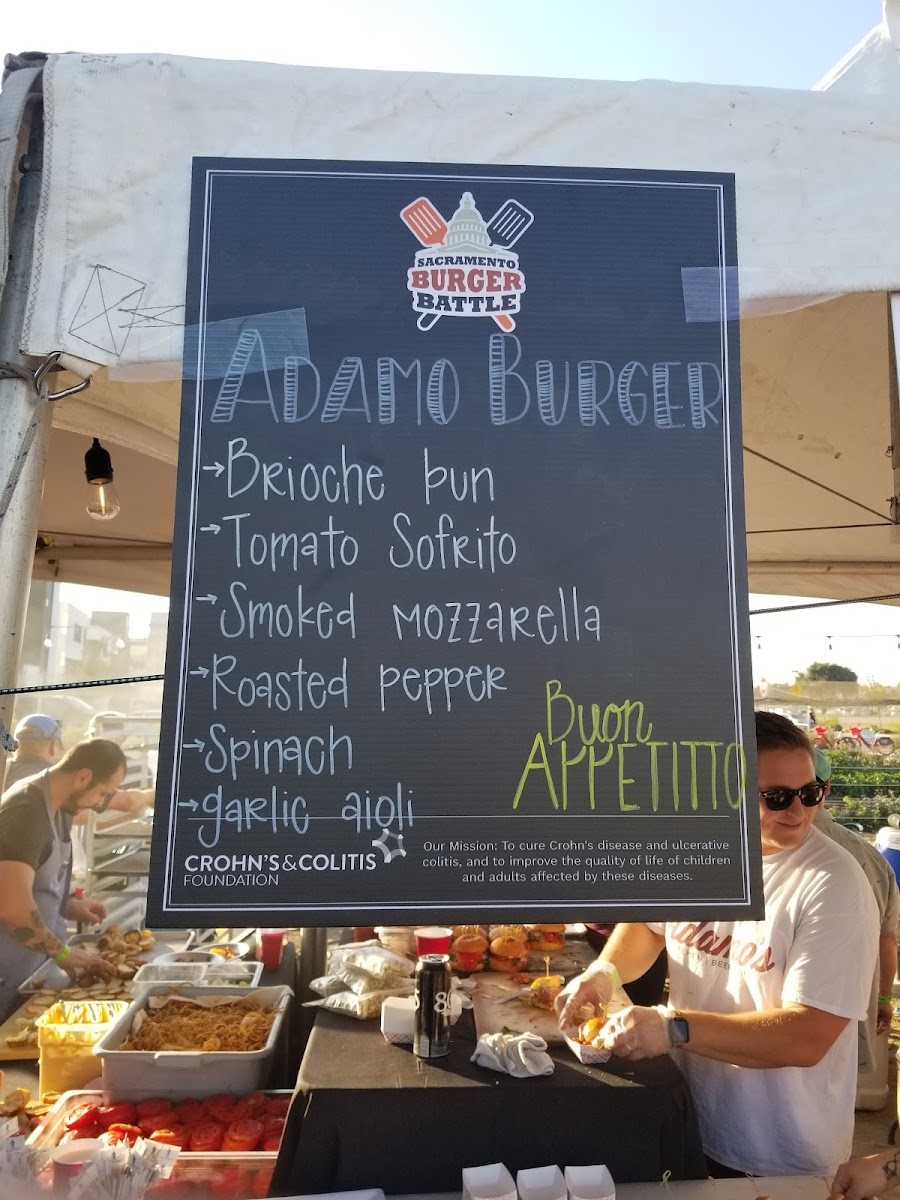 SACRAMENTO
BURGER
BATTLE
ADAMO BURGER
→Brioche bun
→Tomato Sofrito
→Smoked mozzarella
→Roasted pepper
→Spinach
→garlic aioli
Buon
APPETITTO
CROHN'S & COLITIS
FOUNDATION
Our Mission: To cure Crohn's disease and ulcerative
colitis, and to improve the quality of life of children
and adults affected by these diseases.
Adamo's